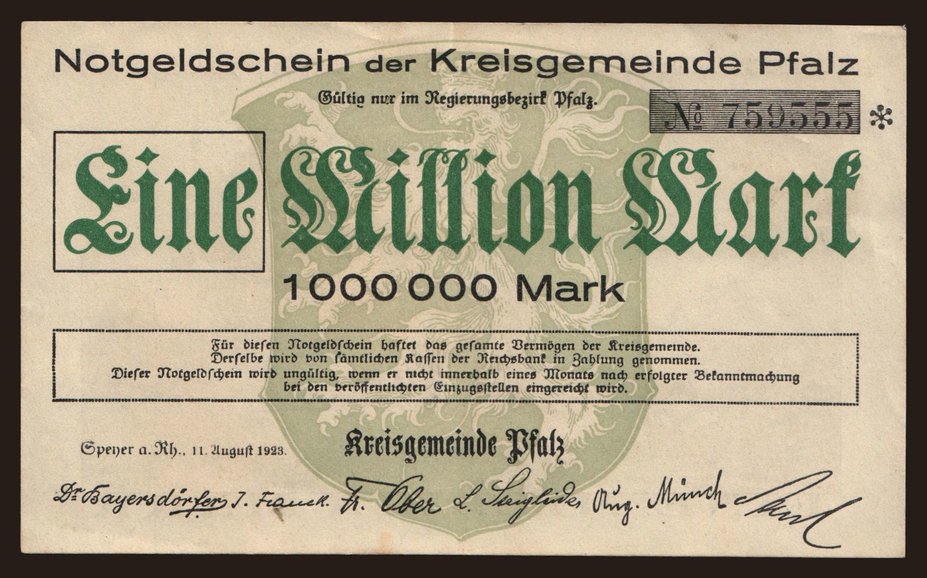 Notgeldschein der Kreisgemeinde Pfalz
Gültig nur im Regierungsbezirk Pfalz.
№ 759555 *
Eine Million Mark
1000000 Mark
Für diesen Notgeldschein haftet das gesamte Vermögen der Kreisgemeinde.
Derselbe wird von sämtlichen Kassen der Reichsbank in Zahlung genommen.
Dieser Notgeldschein wird ungültig, wenn er nicht innerhalb eines Monats nach erfolgter Bekanntmachung
bei den veröffentlichten Einzugsstellen eingereicht wird.
Speyer a. Rh., 11. August 1923.
Kreisgemeinde Pfalz
Dr Bayersdörfer J. Franck. Fr. Ober L. Aug. Münch